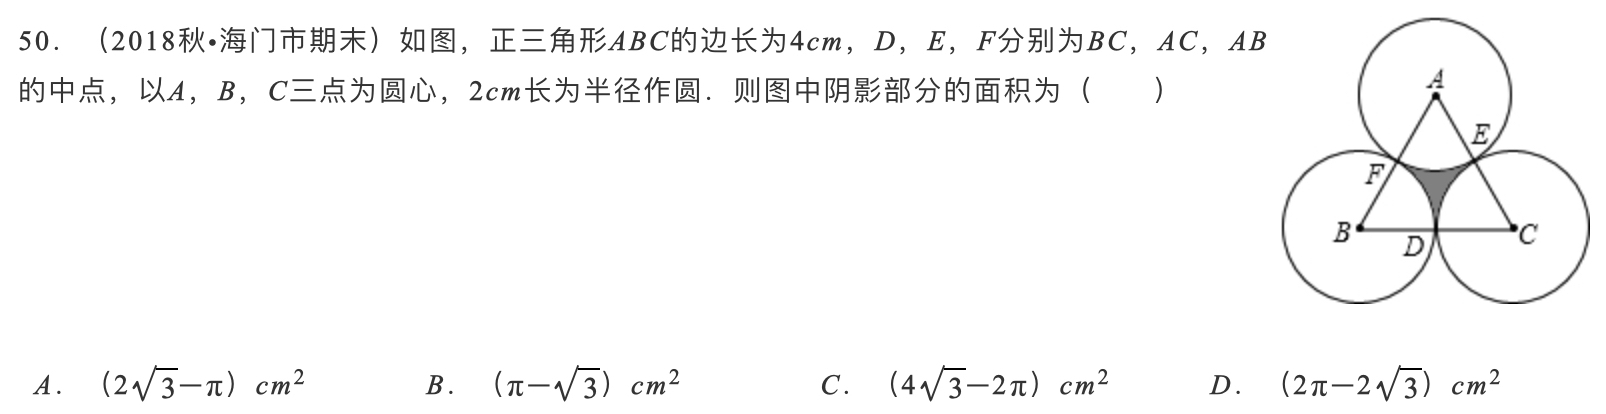 50. （2018秋•海门市期末）如图，正三角形ABC的边长为4cm，D，E，F分别为BC，AC，AB
的中点，以A，B，C三点为圆心，2cm长为半径作圆．则图中阴影部分的面积为（　　）
A
E
F
B
D
C
A. （2√3−π）cm²　B. （π−√3）cm²　C. （4√3−2π）cm²　D. （2π−2√3）cm²